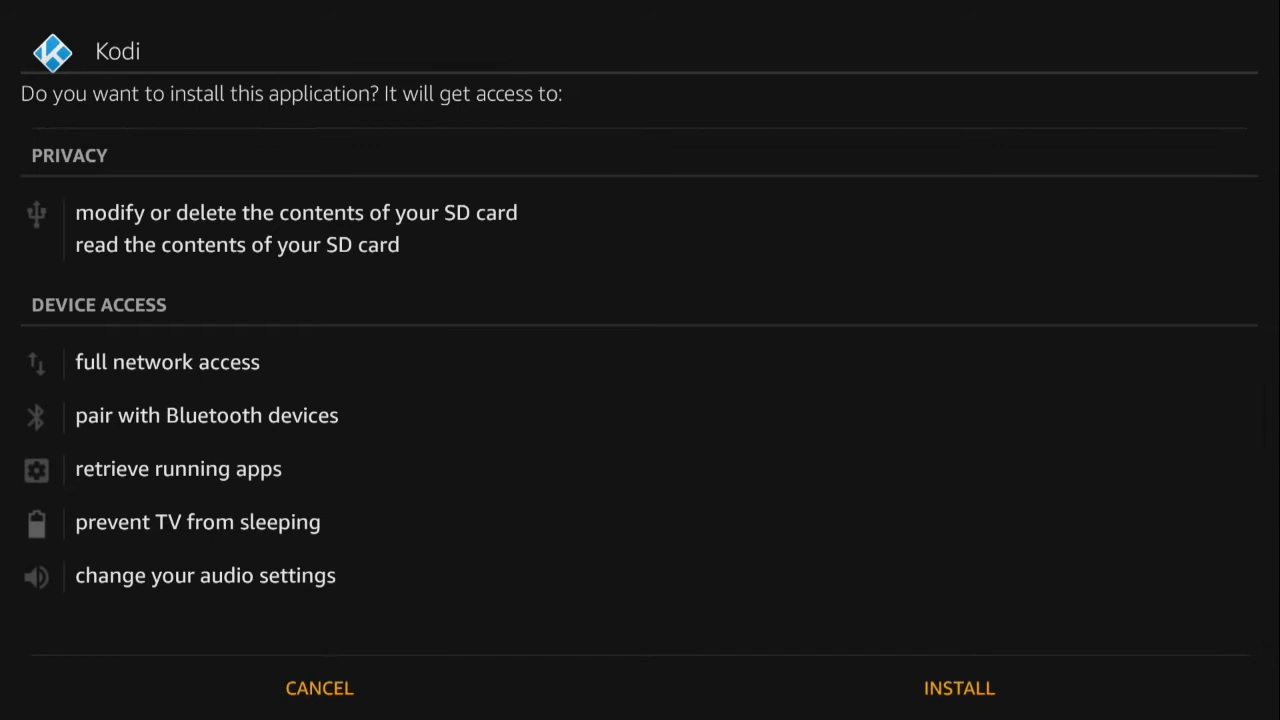 Kodi
Do you want to install this application? It will get access to:
PRIVACY
modify or delete the contents of your SD card
read the contents of your SD card
DEVICE ACCESS
full network access
pair with Bluetooth devices
retrieve running apps
prevent TV from sleeping
change your audio settings
CANCEL
INSTALL